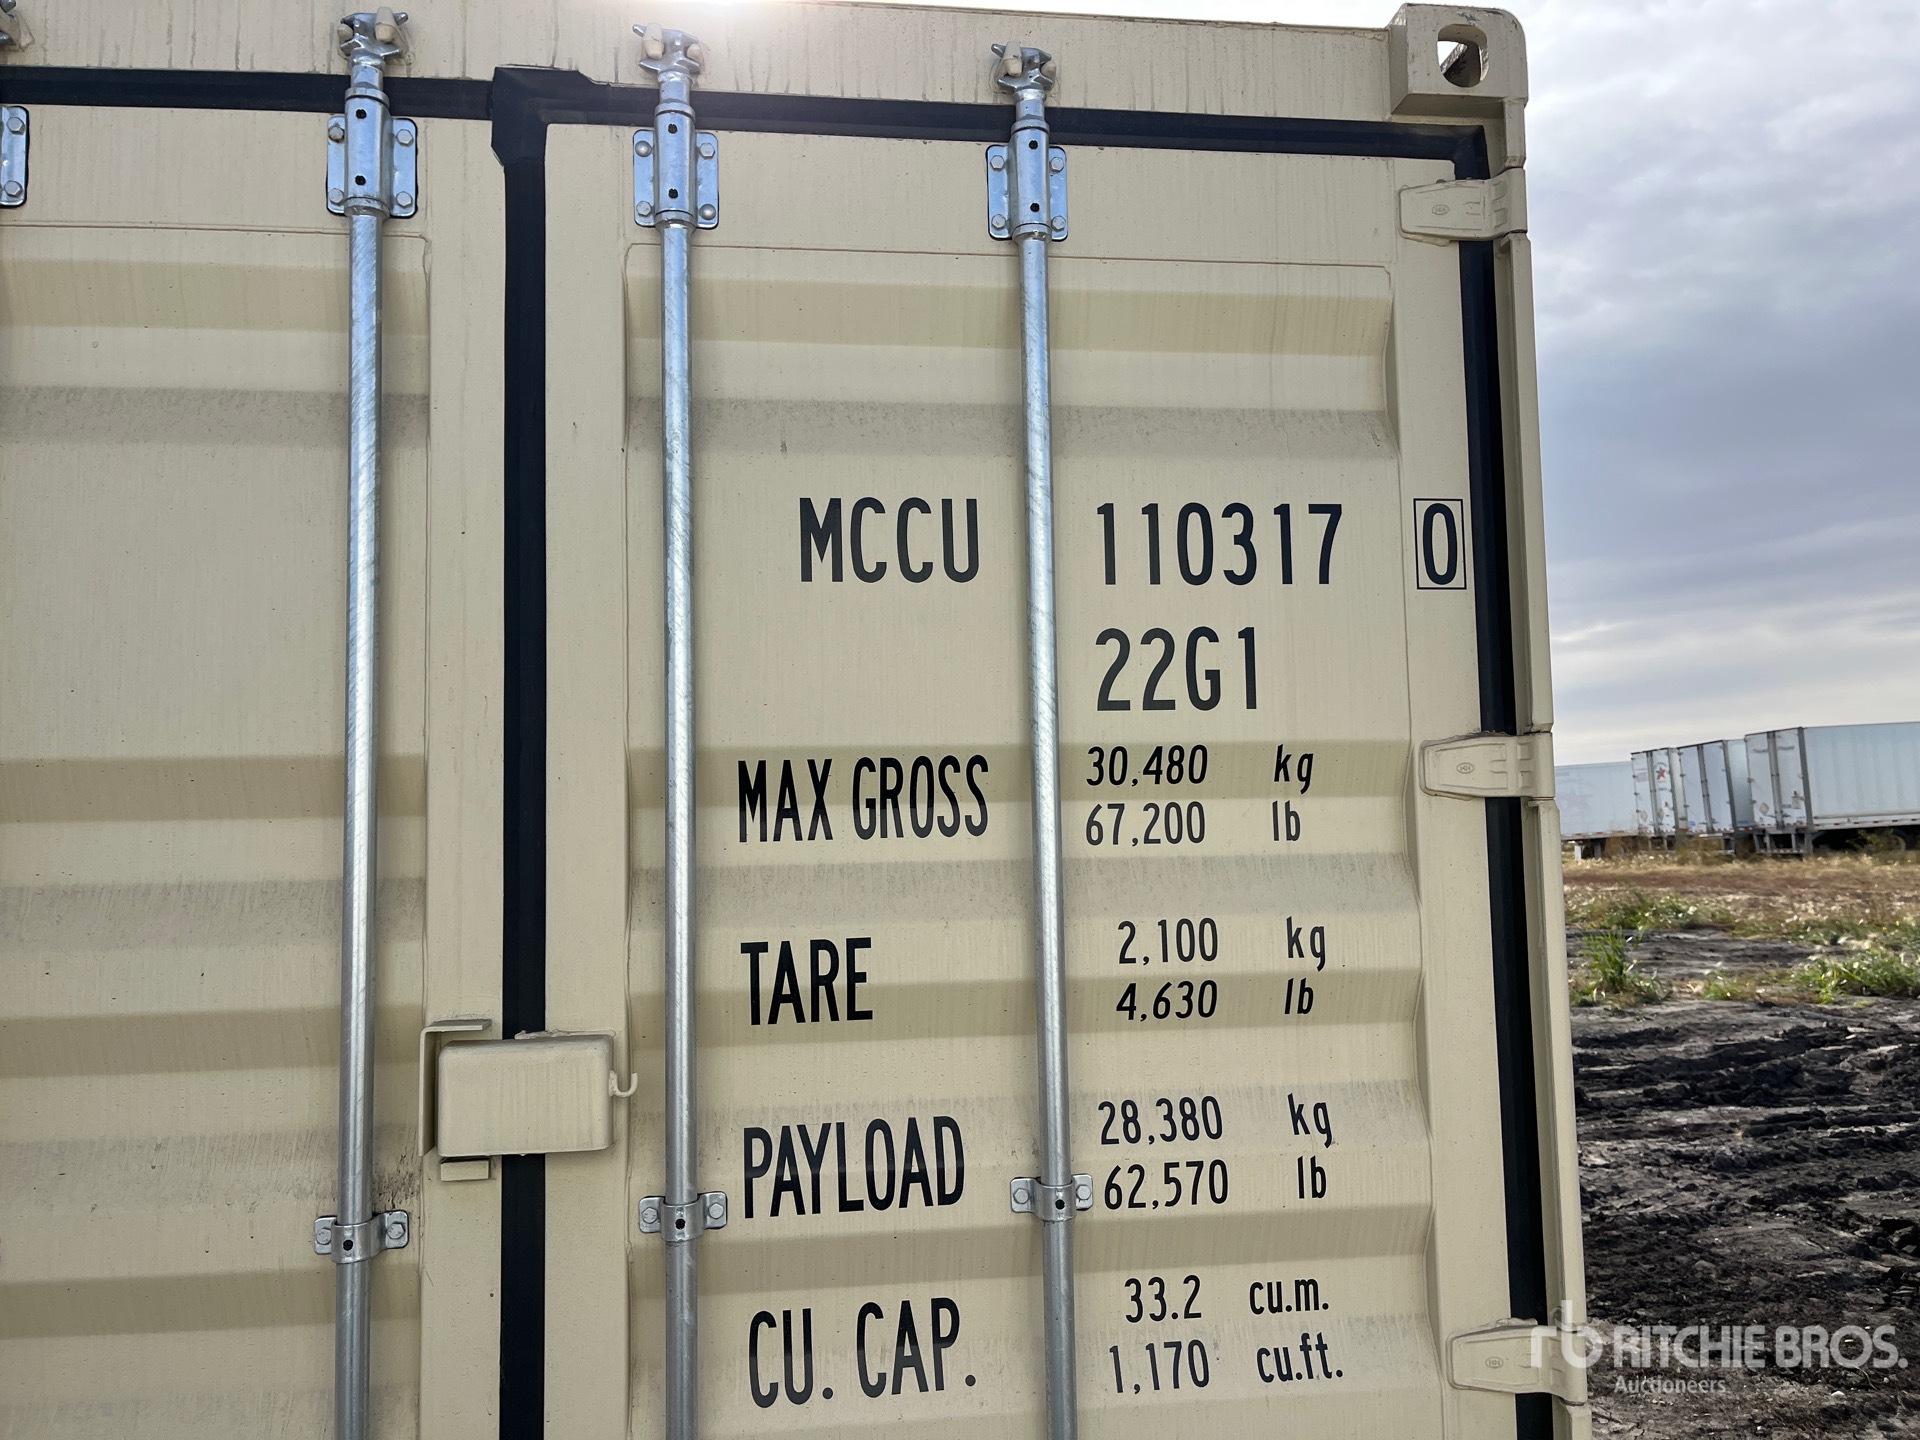 MCCU 110317 0
22G1
MAX GROSS 30,480 kg
67,200 lb
TARE 2,100 kg
4,630 lb
PAYLOAD 28,380 kg
62,570 lb
CU. CAP. 33.2 cu.m.
1,170 cu.ft.
rb RITCHIE BROS.
Auctioneers